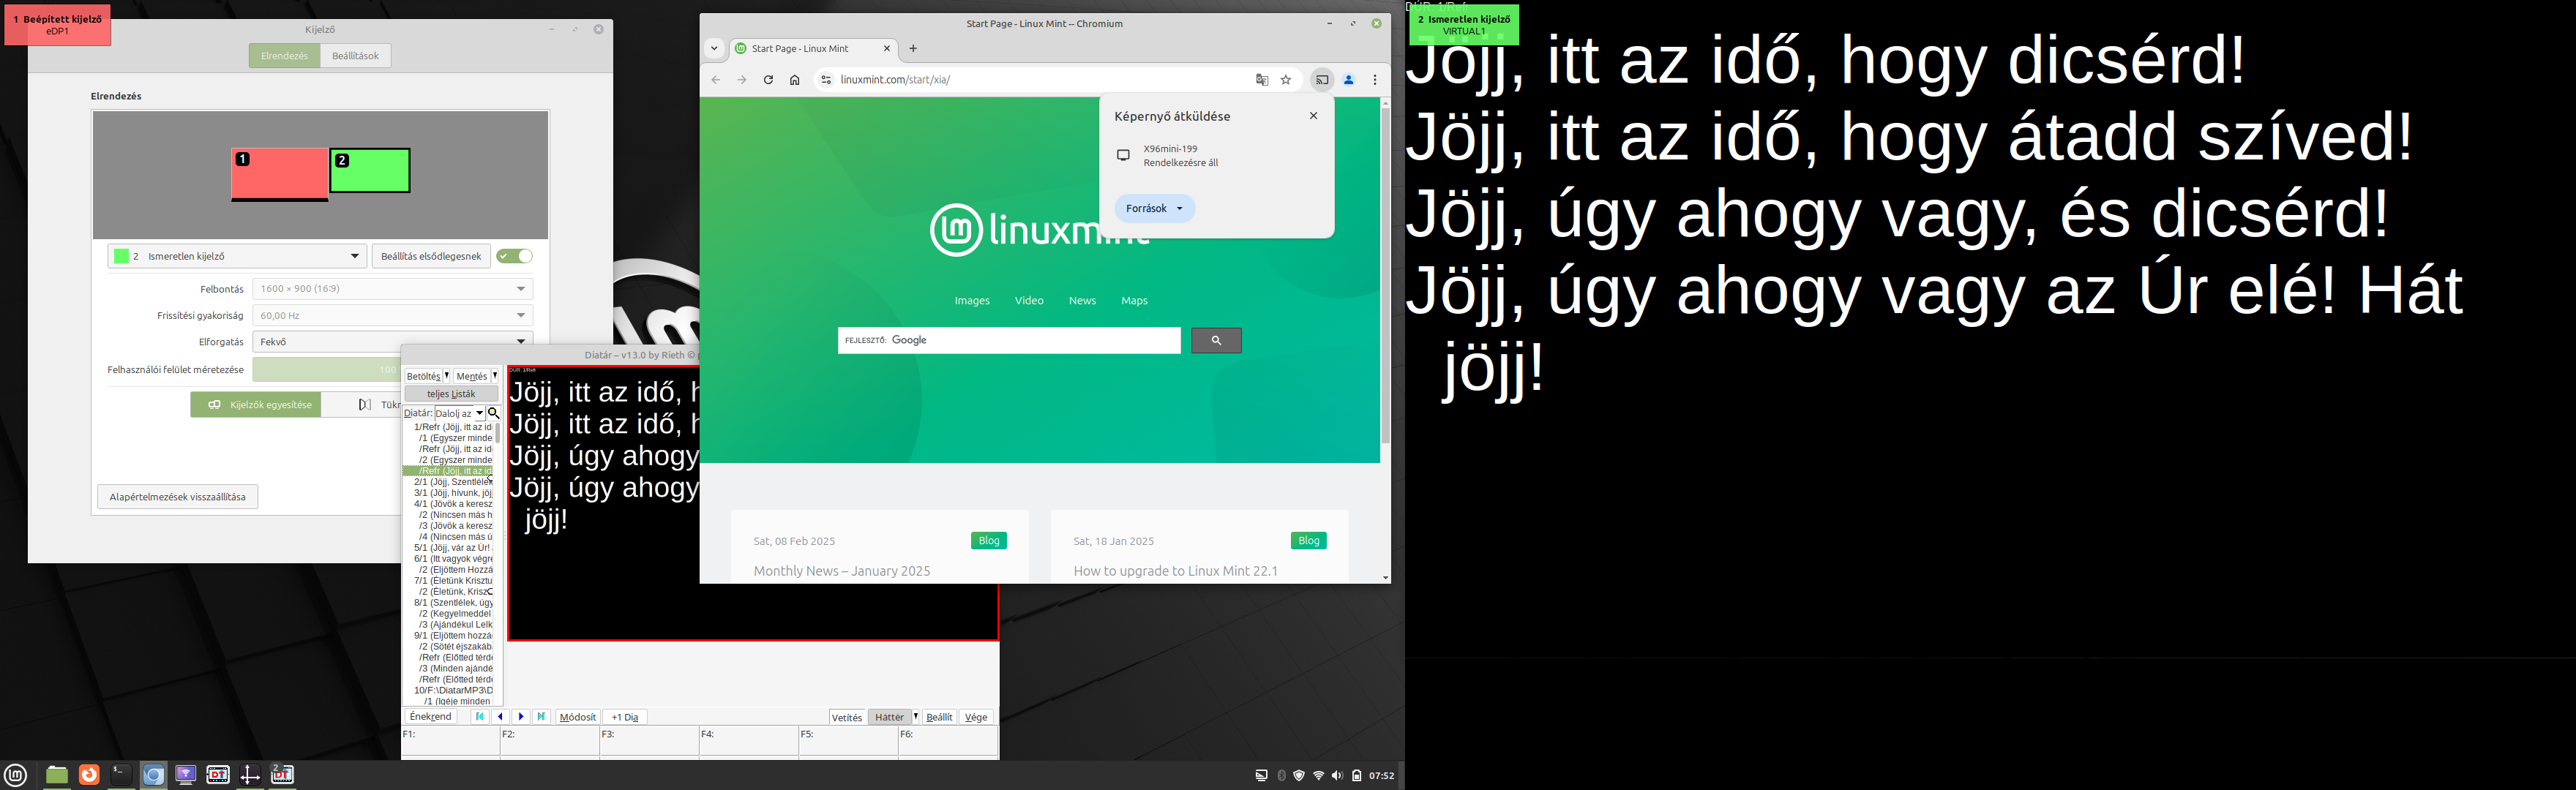 1 Beépített kijelző
eDP1
Kijelző
Elrendezés
Beállítások
Elrendezés
1
2
2 Ismeretlen kijelző
Beállítás elsődlegesnek
Felbontás
1600 × 900 (16:9)
Frissítési gyakoriság
60,00 Hz
Elforgatás
Fekvő
Felhasználói felület méretezése
100
Kijelzők egyesítése
Tükr
Alapértelmezések visszaállítása
Diatár – v13.0 by Rieth ©
Betöltés
Mentés
teljes Listák
Diatár:
Dalolj az
1/Refr (Jöjj, itt az id
/1 (Egyszer minde
/Refr (Jöjj, itt az id
/2 (Egyszer minde
/Refr (Jöjj, itt az id
2/1 (Jöjj, Szentlélek
3/1 (Jöjj, hívunk, jöjj
4/1 (Jövök a keresz
/2 (Nincsen más h
/3 (Jövök a keresz
/4 (Nincsen más ú
5/1 (Jöjj, vár az Úr!
6/1 (Itt vagyok végre
/2 (Eljöttem Hozzá
7/1 (Életünk Krisztu
/2 (Életünk, Krisz
8/1 (Szentlélek, úgy
/2 (Kegyelmeddel
/3 (Ajándékul Lelk
9/1 (Eljöttem hozzá
/2 (Sötét éjszakáb
/Refr (Előtted térde
/3 (Minden ajándé
/Refr (Előtted térde
10/F:\DiatarMP3\D
/1 (Igéje minden
DÚR: 1/Refr
Jöjj, itt az idő, h
Jöjj, itt az idő, h
Jöjj, úgy ahogy
Jöjj, úgy ahogy
jöjj!
Énekrend
Módosít
+1 Dia
Vetítés
Háttér
Beállít
Vége
F1:
F2:
F3:
F4:
F5:
F6:
Start Page - Linux Mint — Chromium
Start Page - Linux Mint
linuxmint.com/start/xia/
Képernyő átküldése
X96mini-199
Rendelkezésre áll
Források
linuxmint
Images
Video
News
Maps
FEJLESZTŐ: Google
Sat, 08 Feb 2025
Blog
Monthly News – January 2025
Sat, 18 Jan 2025
Blog
How to upgrade to Linux Mint 22.1
2
07:52
DÚR: 1/Refr
2 Ismeretlen kijelző
VIRTUAL1
Jöjj, itt az idő, hogy dicsérd!
Jöjj, itt az idő, hogy átadd szíved!
Jöjj, úgy ahogy vagy, és dicsérd!
Jöjj, úgy ahogy vagy az Úr elé! Hát
jöjj!